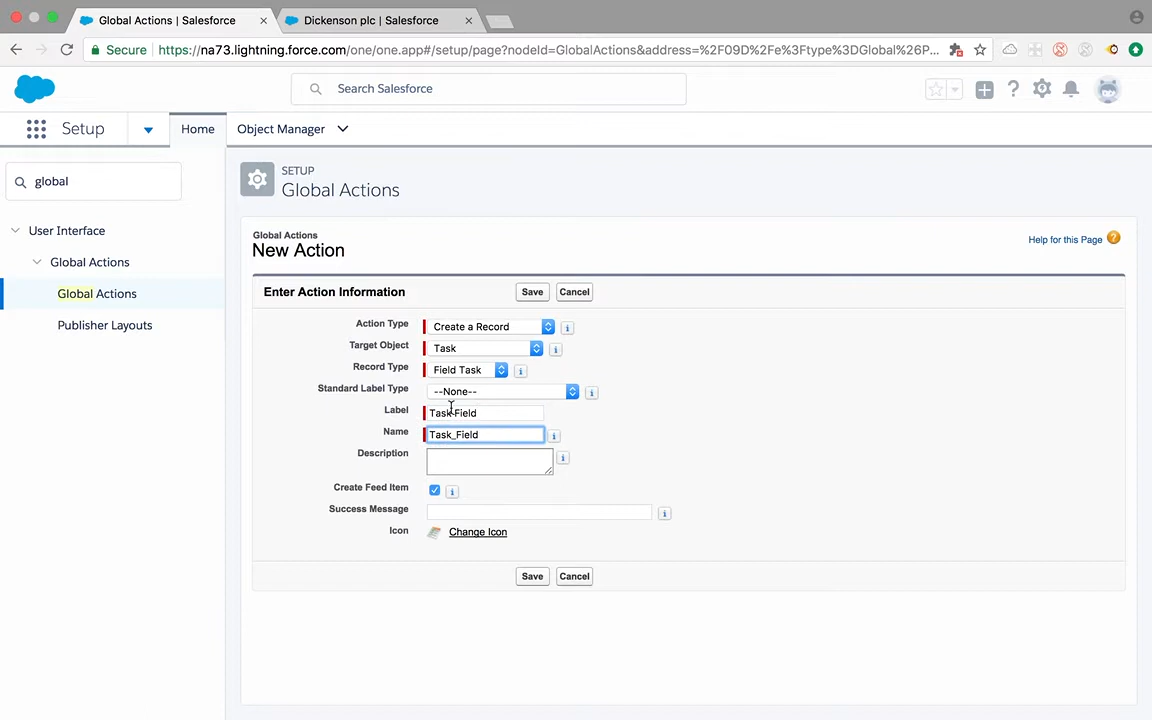 Global Actions | Salesforce
Dickenson plc | Salesforce
Secure
https://na73.lightning.force.com/one/one.app#/setup/page?nodeId=GlobalActions&address=%2F09D%2Fe%3Ftype%3DGlobal%26P...
Search Salesforce
Setup
Home
Object Manager
global
SETUP
Global Actions
User Interface
Global Actions
Global Actions
Publisher Layouts
Global Actions
New Action
Help for this Page
Enter Action Information
Save
Cancel
Action Type
Create a Record
Target Object
Task
Record Type
Field Task
Standard Label Type
--None--
Label
Task Field
Name
Task_Field
Description
Create Feed Item
Success Message
Icon
Change Icon
Save
Cancel